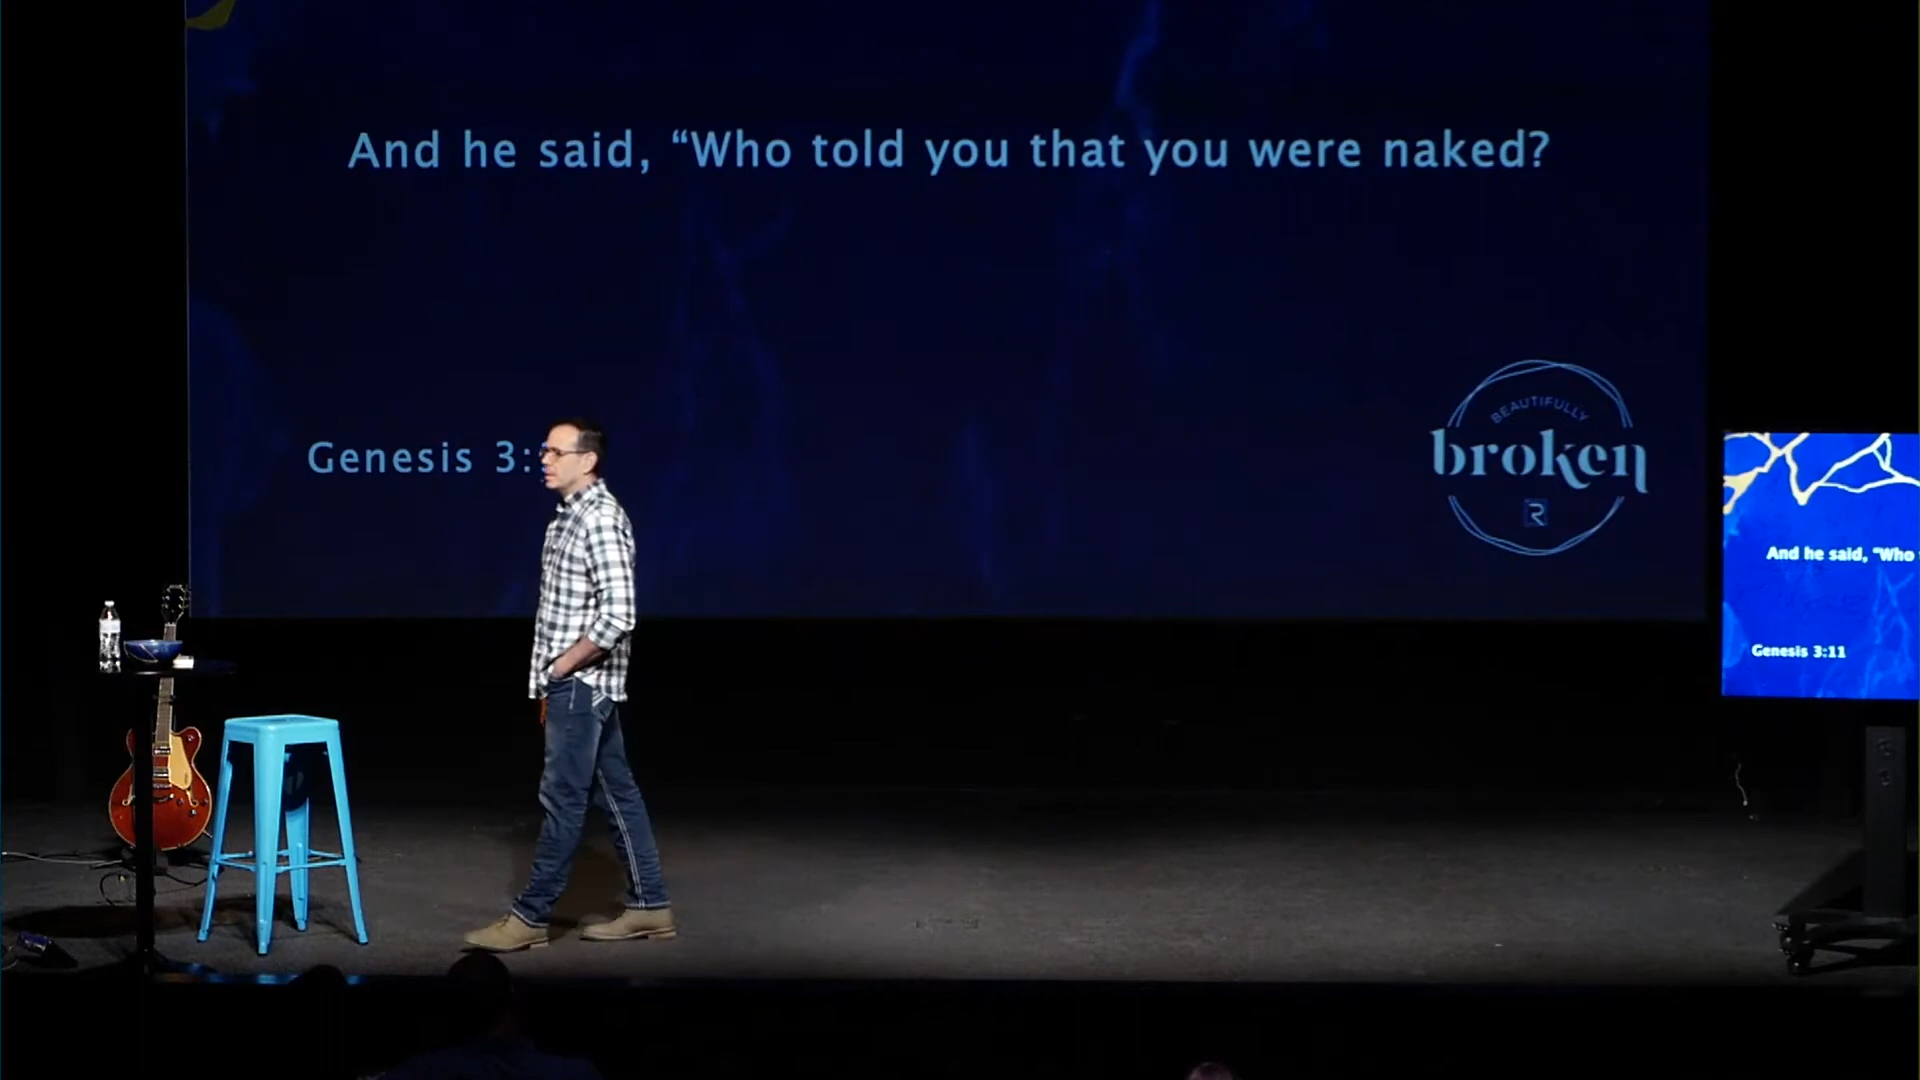 And he said, “Who told you that you were naked?
Genesis 3:
BEAUTIFULLY
broken
R
And he said, “Who
Genesis 3:11